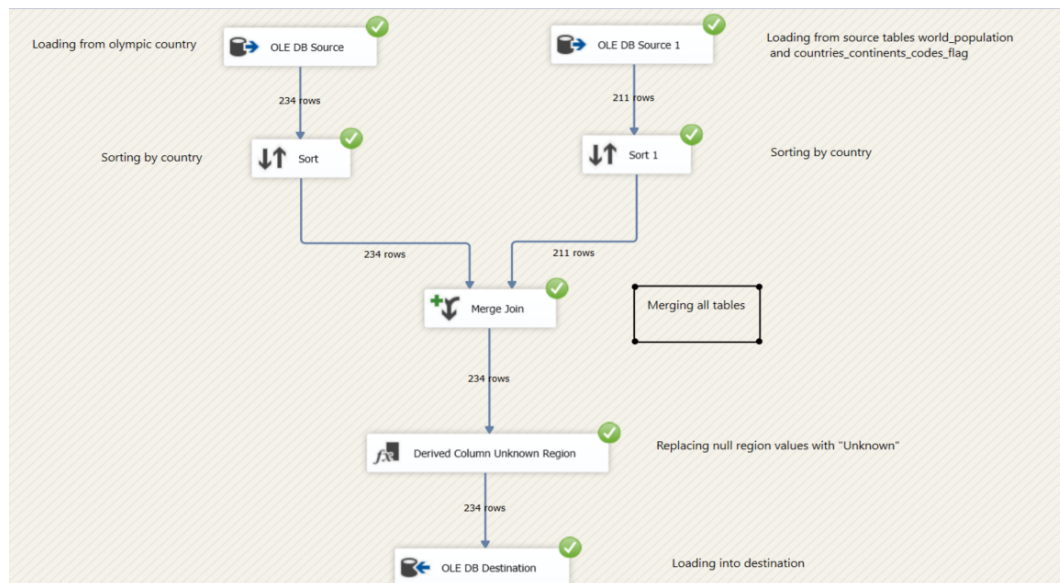 Loading from olympic country
OLE DB Source
OLE DB Source 1
Loading from source tables world_population
and countries_continents_codes_flag
234 rows
211 rows
Sorting by country
Sort
Sort 1
Sorting by country
234 rows
211 rows
Merge Join
Merging all tables
234 rows
fx
Derived Column Unknown Region
Replacing null region values with "Unknown"
234 rows
OLE DB Destination
Loading into destination